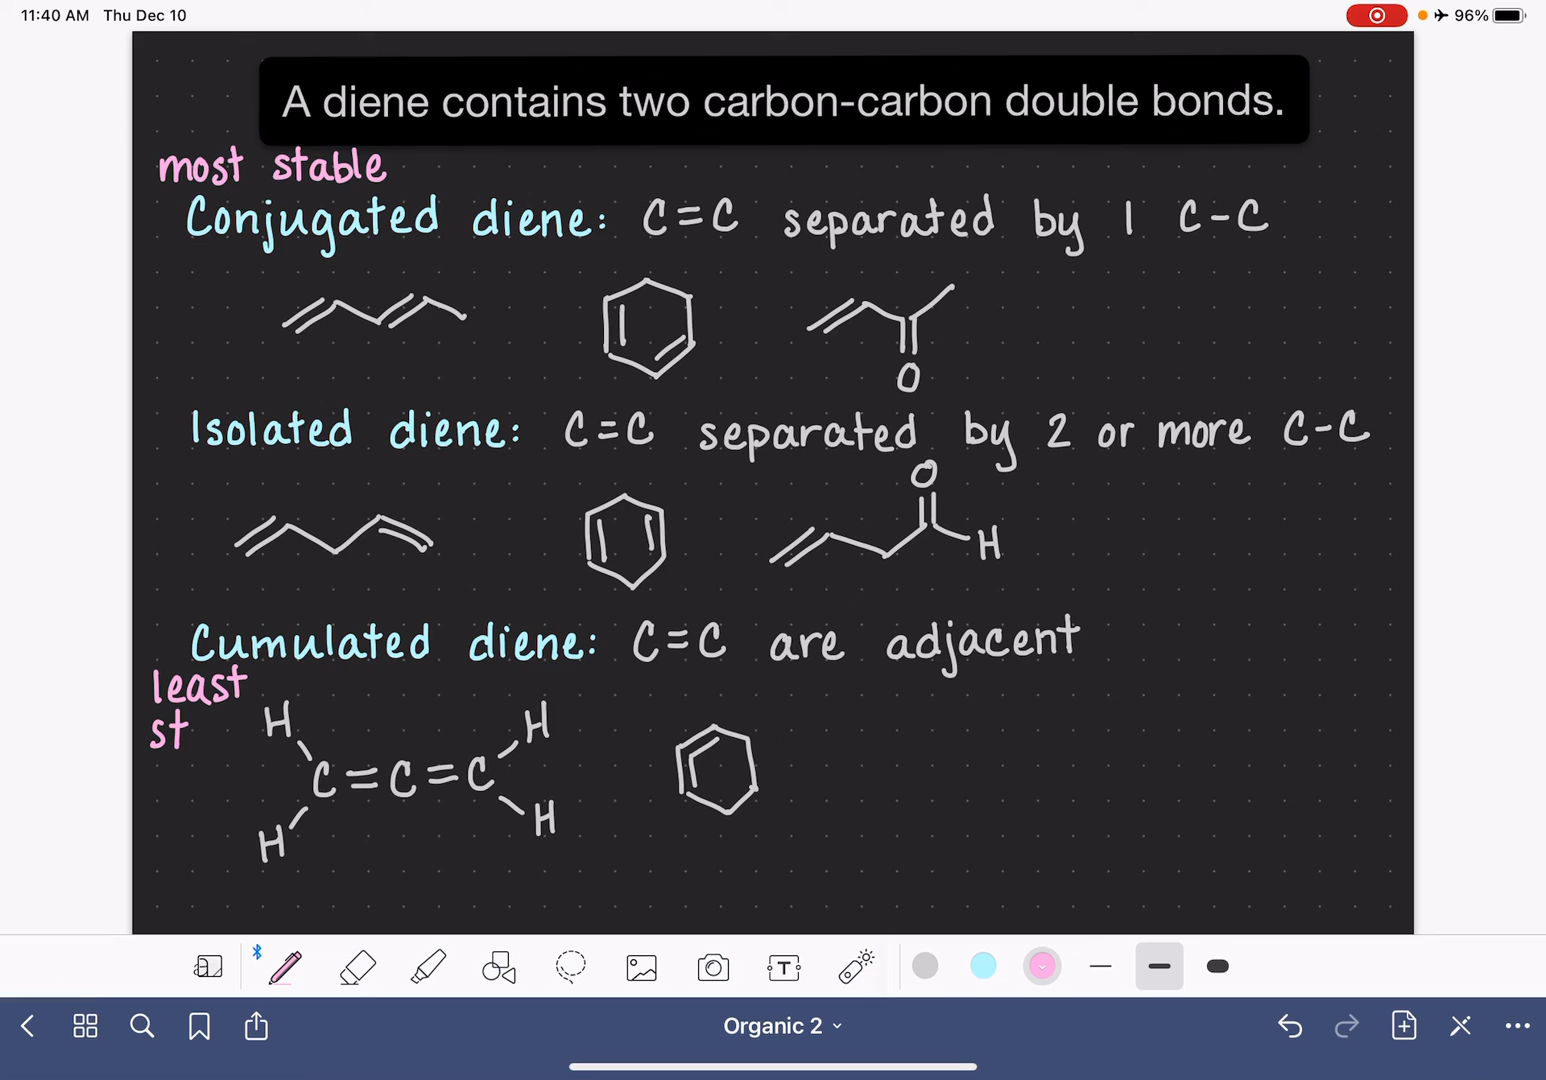 11:40 AM Thu Dec 10
96%
A diene contains two carbon-carbon double bonds.
most stable
Conjugated diene: C=C separated by 1 C-C
O
Isolated diene: C=C separated by 2 or more C-C
O
H
Cumulated diene: C=C are adjacent
least
st
H H
C=C=C
H H
T
Organic 2